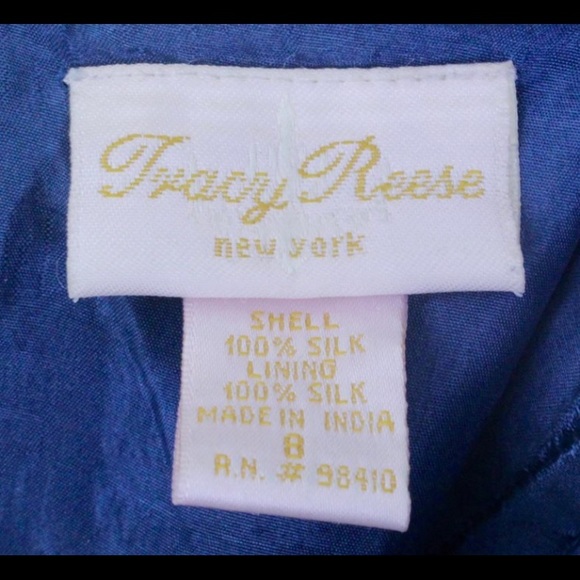 Tracy Reese
new york
SHELL
100% SILK
LINING
100% SILK
MADE IN INDIA
8
R.N. # 98410